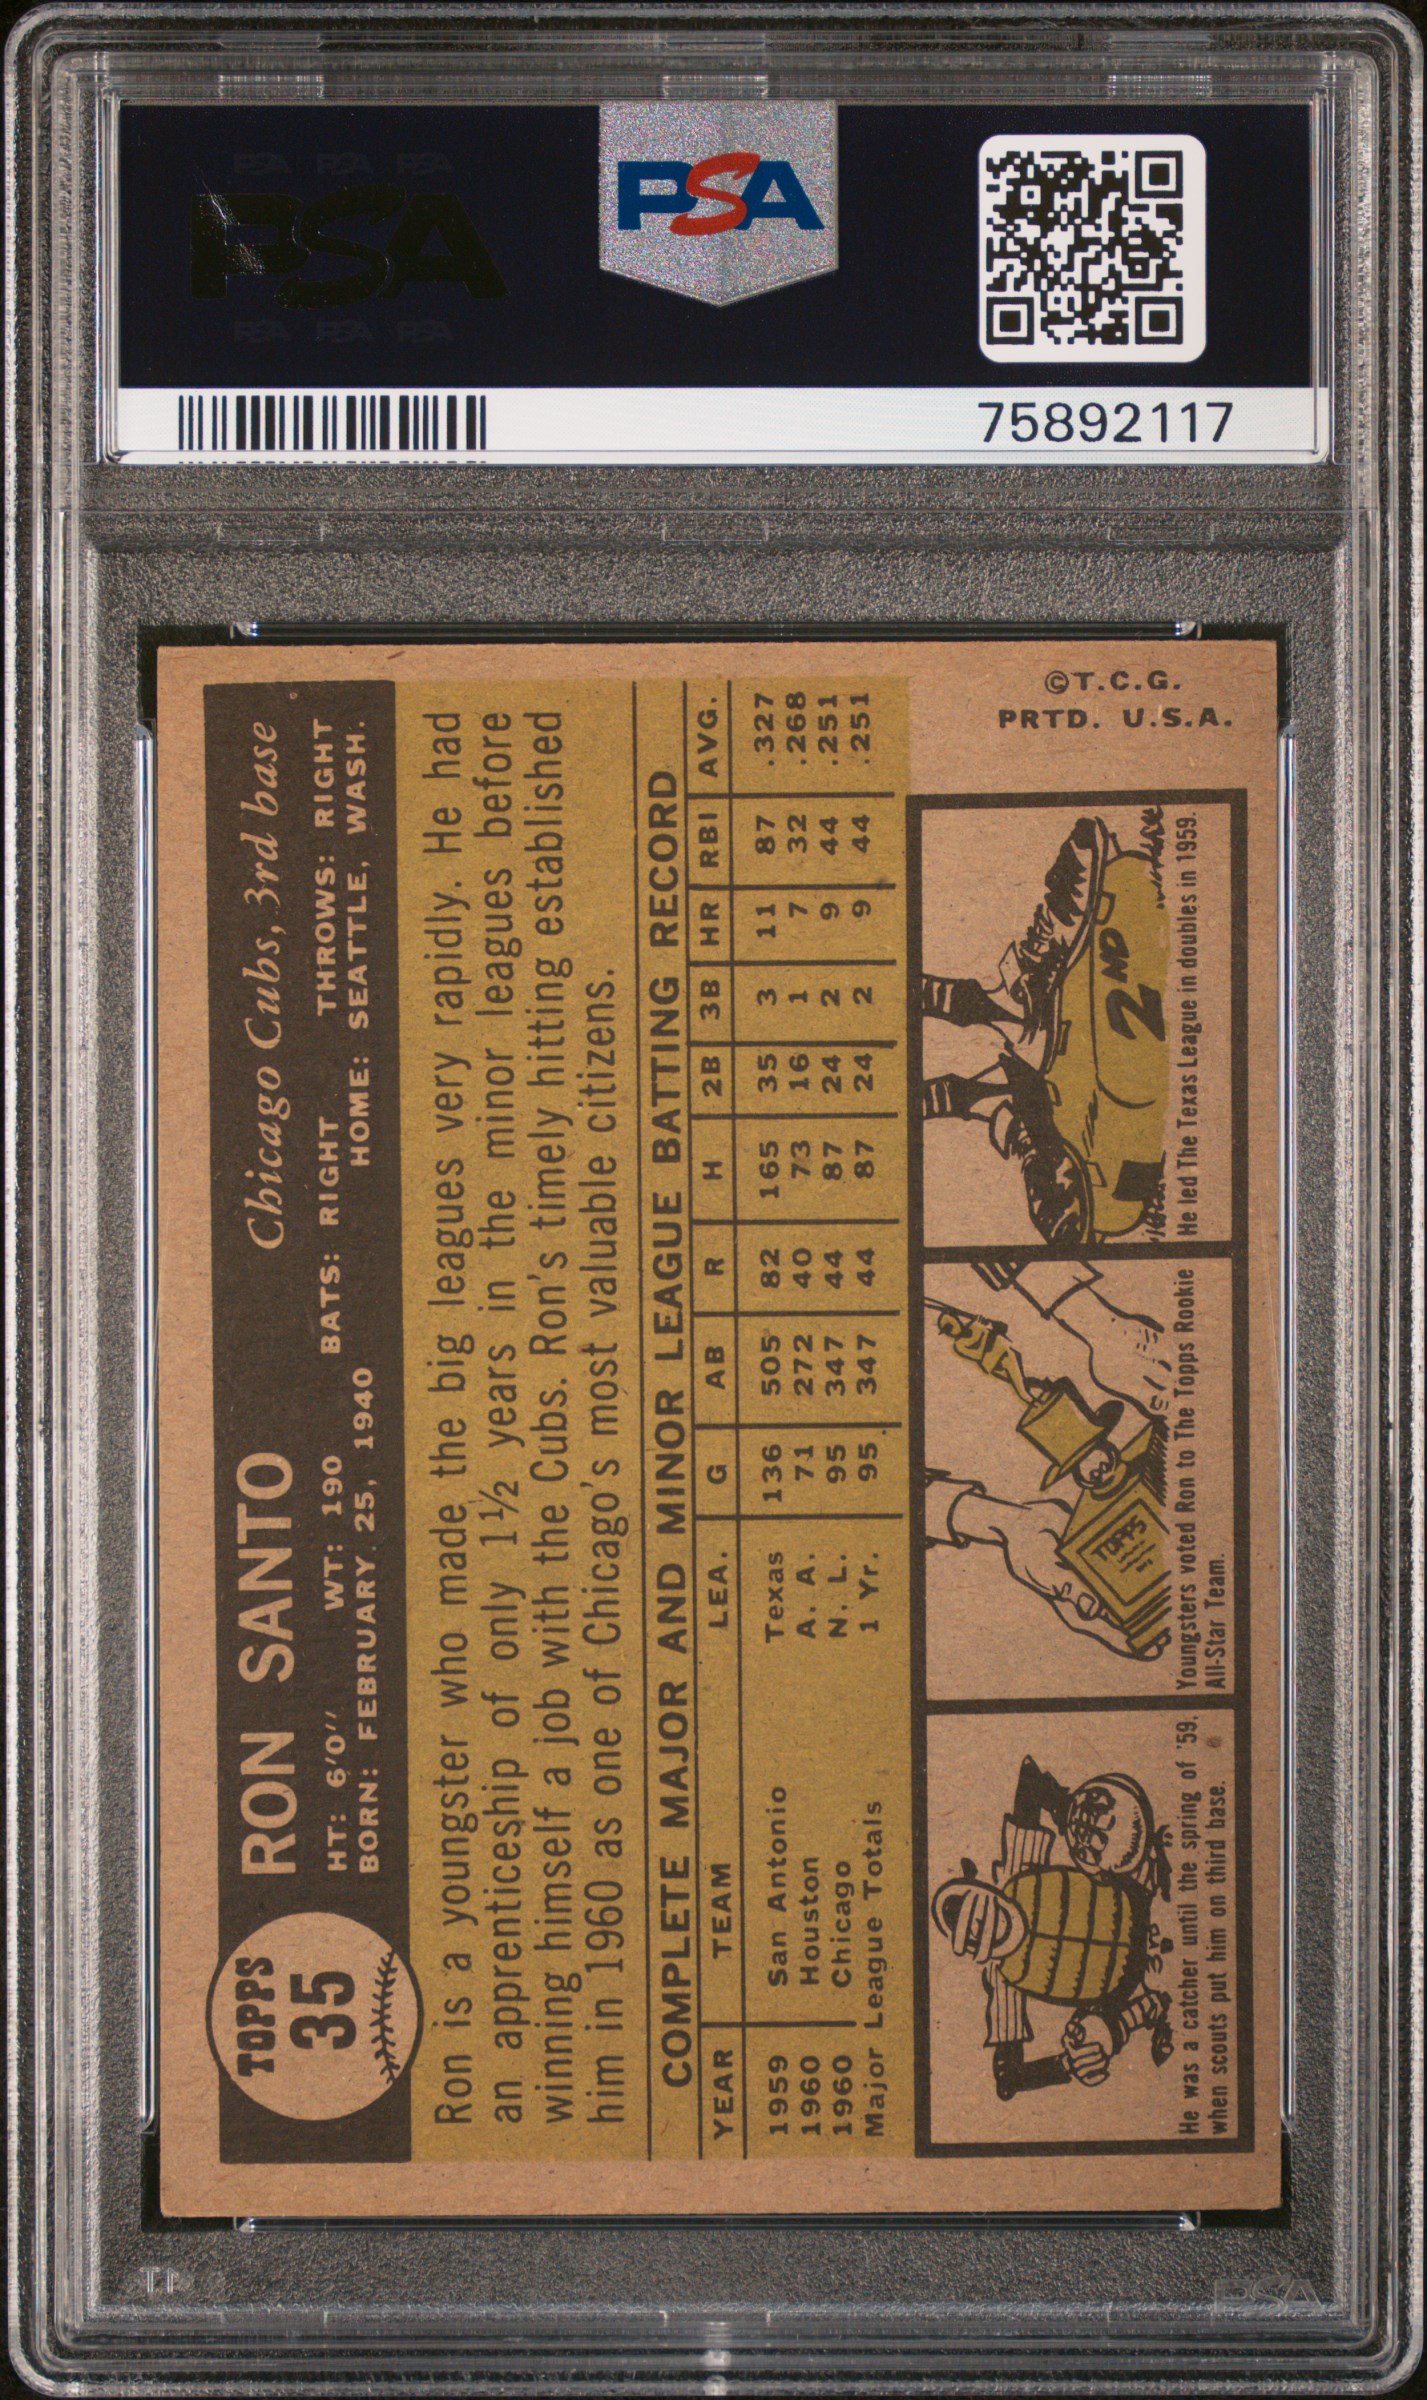 PSA PSA PSA
PSA
PSA PSA PSA
PSA
75892117
TOPPS
35
RON SANTO
Chicago Cubs, 3rd base
HT: 6'0" WT: 190 BATS: RIGHT THROWS: RIGHT
BORN: FEBRUARY 25, 1940 HOME: SEATTLE, WASH.
Ron is a youngster who made the big leagues very rapidly. He had
an apprenticeship of only 1½ years in the minor leagues before
winning himself a job with the Cubs. Ron's timely hitting established
him in 1960 as one of Chicago's most valuable citizens.
COMPLETE MAJOR AND MINOR LEAGUE BATTING RECORD
YEAR TEAM LEA. G AB R H 2B 3B HR RBI AVG.
1959 San Antonio Texas 136 505 82 165 35 3 11 87 .327
1960 Houston A. A. 71 272 40 73 16 1 7 32 .268
1960 Chicago N. L. 95 347 44 87 24 2 9 44 .251
Major League Totals 1 Yr. 95 347 44 87 24 2 9 44 .251
3RD
He was a catcher until the spring of '59,
when scouts put him on third base.
TOPPS
Youngsters voted Ron to The Topps Rookie
All-Star Team.
2ND
He led The Texas League in doubles in 1959.
©T.C.G.
PRTD. U.S.A.
PSA